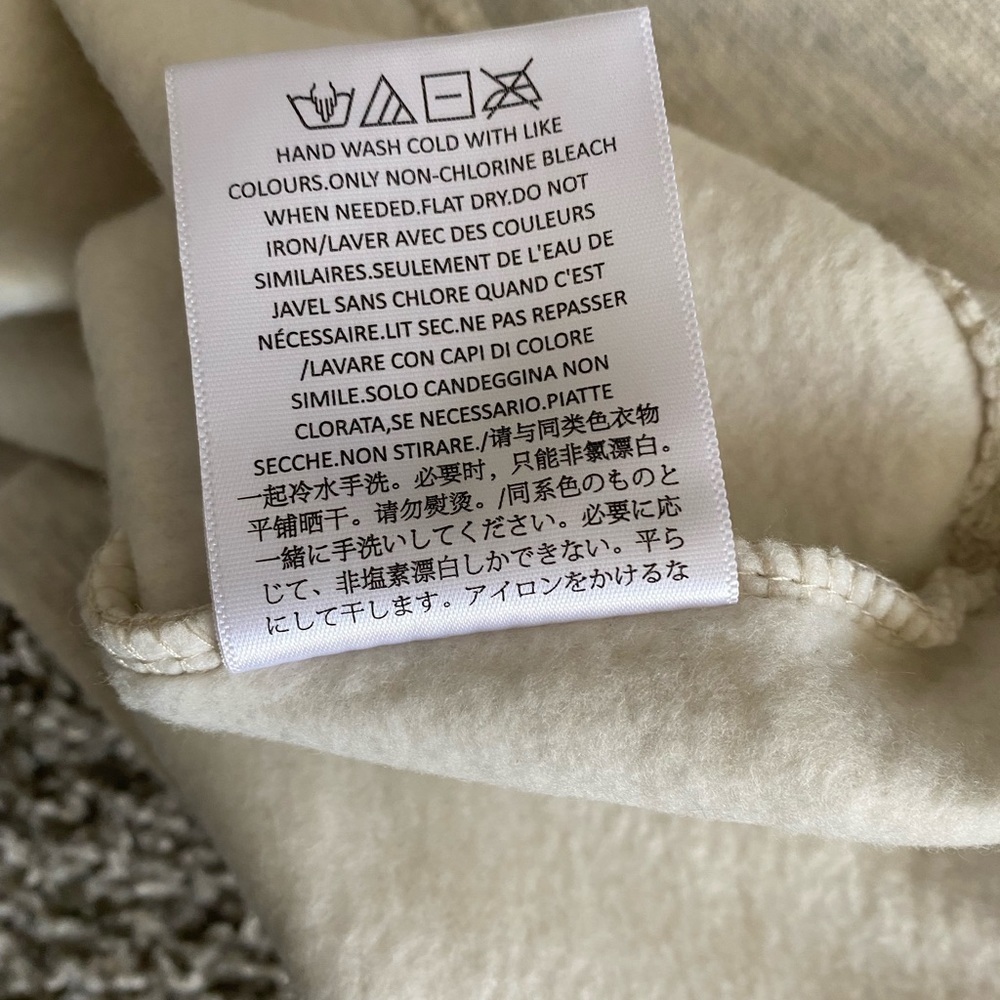 HAND WASH COLD WITH LIKE
COLOURS.ONLY NON-CHLORINE BLEACH
WHEN NEEDED.FLAT DRY.DO NOT
IRON/LAVER AVEC DES COULEURS
SIMILAIRES.SEULEMENT DE L'EAU DE
JAVEL SANS CHLORE QUAND C'EST
NÉCESSAIRE.LIT SEC.NE PAS REPASSER
/LAVARE CON CAPI DI COLORE
SIMILE.SOLO CANDEGGINA NON
CLORATA,SE NECESSARIO.PIATTE
SECCHE.NON STIRARE./请与同类色衣物
一起冷水手洗。必要时，只能非氯漂白。
平铺晒干。请勿熨烫。/同系色のものと
一緒に手洗いしてください。必要に応
じて、非塩素漂白しかできない。平ら
にして干します。アイロンをかけるな